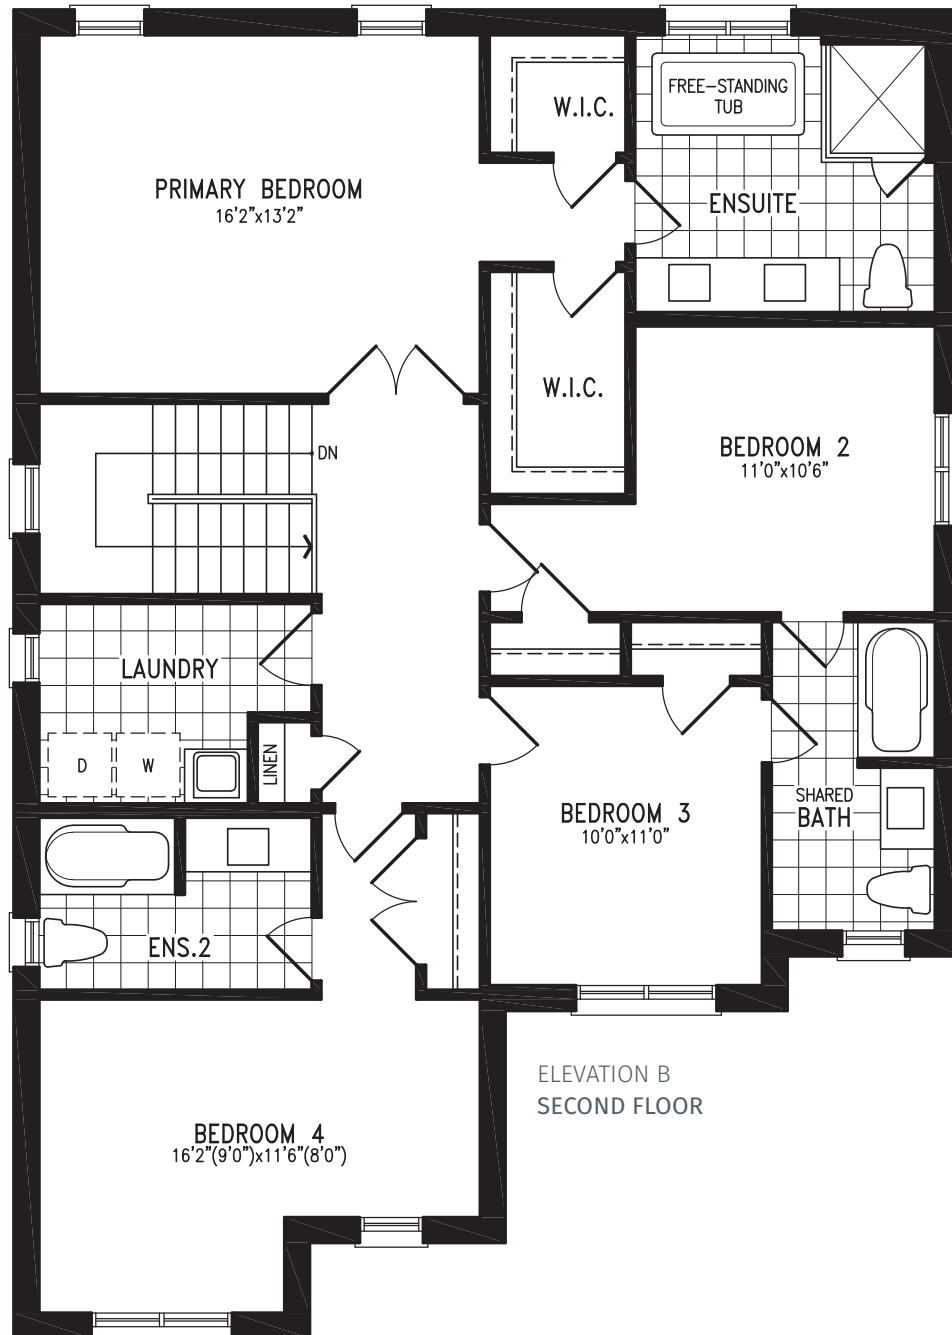 W.I.C.
FREE-STANDING
TUB
PRIMARY BEDROOM
16'2"x13'2"
ENSUITE
W.I.C.
BEDROOM 2
11'0"x10'6"
DN
LAUNDRY
D
W
LINEN
BEDROOM 3
10'0"x11'0"
SHARED
BATH
ENS.2
ELEVATION B
SECOND FLOOR
BEDROOM 4
16'2"(9'0")x11'6"(8'0")